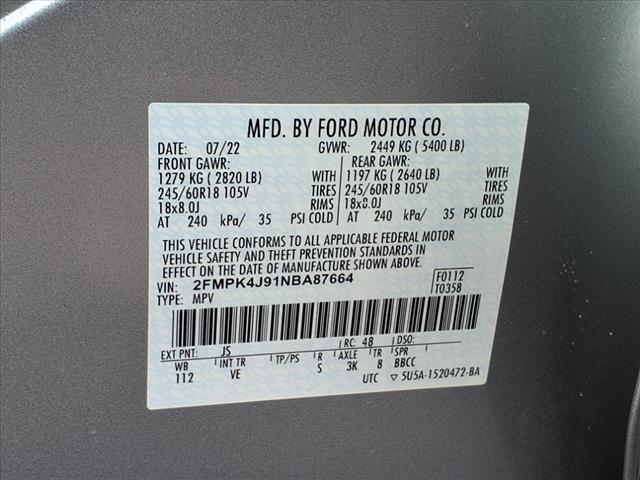 MFD. BY FORD MOTOR CO.
DATE: 07/22 GVWR: 2449 KG ( 5400 LB)
FRONT GAWR: REAR GAWR:
1279 KG ( 2820 LB) WITH 1197 KG ( 2640 LB) WITH
245/60R18 105V TIRES 245/60R18 105V TIRES
18x8.0J RIMS 18x8.0J RIMS
AT 240 kPa/ 35 PSI COLD AT 240 kPa/ 35 PSI COLD
THIS VEHICLE CONFORMS TO ALL APPLICABLE FEDERAL MOTOR
VEHICLE SAFETY AND THEFT PREVENTION STANDARDS IN
EFFECT ON THE DATE OF MANUFACTURE SHOWN ABOVE.
VIN: 2FMPK4J91NBA87664 F0112
TYPE: MPV T0358
EXT PNT: JS RC: 48 DSO:
WB INT TR TP/PS R AXLE TR SPR
112 VE S 3K 8 BBCC
UTC ▽ 5U5A-1520472-BA